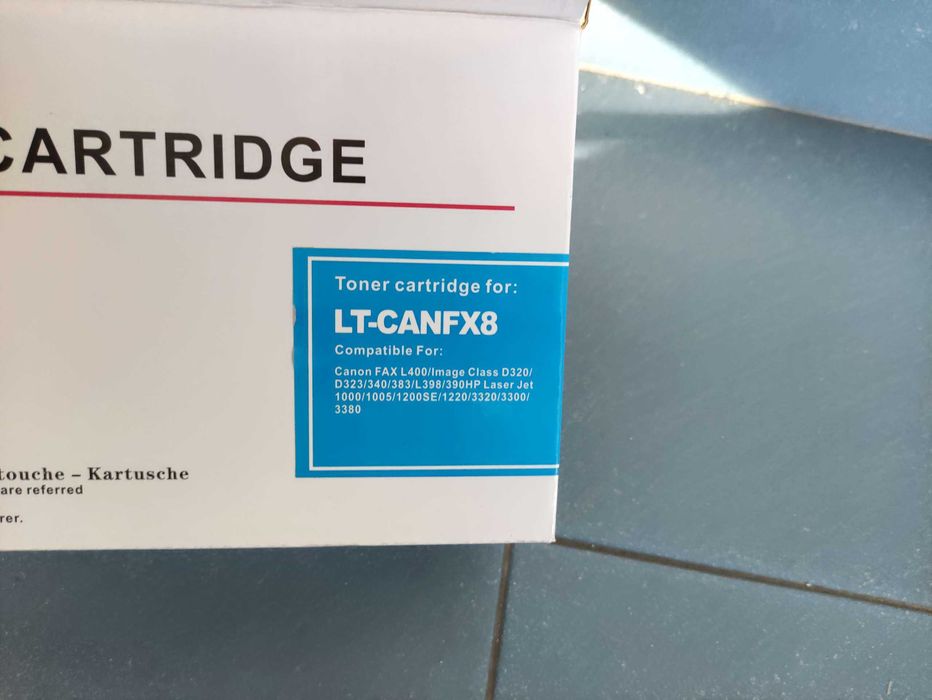 CARTRIDGE
Toner cartridge for:
LT-CANFX8
Compatible For:
Canon FAX L400/Image Class D320/
D323/340/383/L398/390HP Laser Jet
1000/1005/1200SE/1220/3320/3300/
3380
touche – Kartusche
are referred
rer.